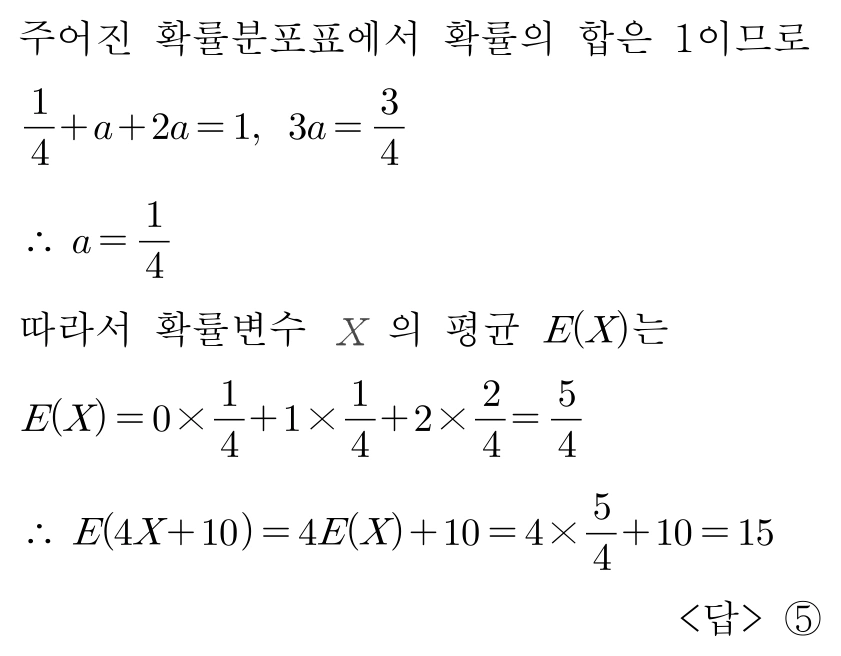 주어진 확률분포표에서 확률의 합은 1이므로
1/4+a+2a=1, 3a=3/4
∴ a=1/4
따라서 확률변수 X 의 평균 E(X)는
E(X)=0×1/4+1×1/4+2×2/4=5/4
∴ E(4X+10)=4E(X)+10=4×5/4+10=15
<답> ⑤